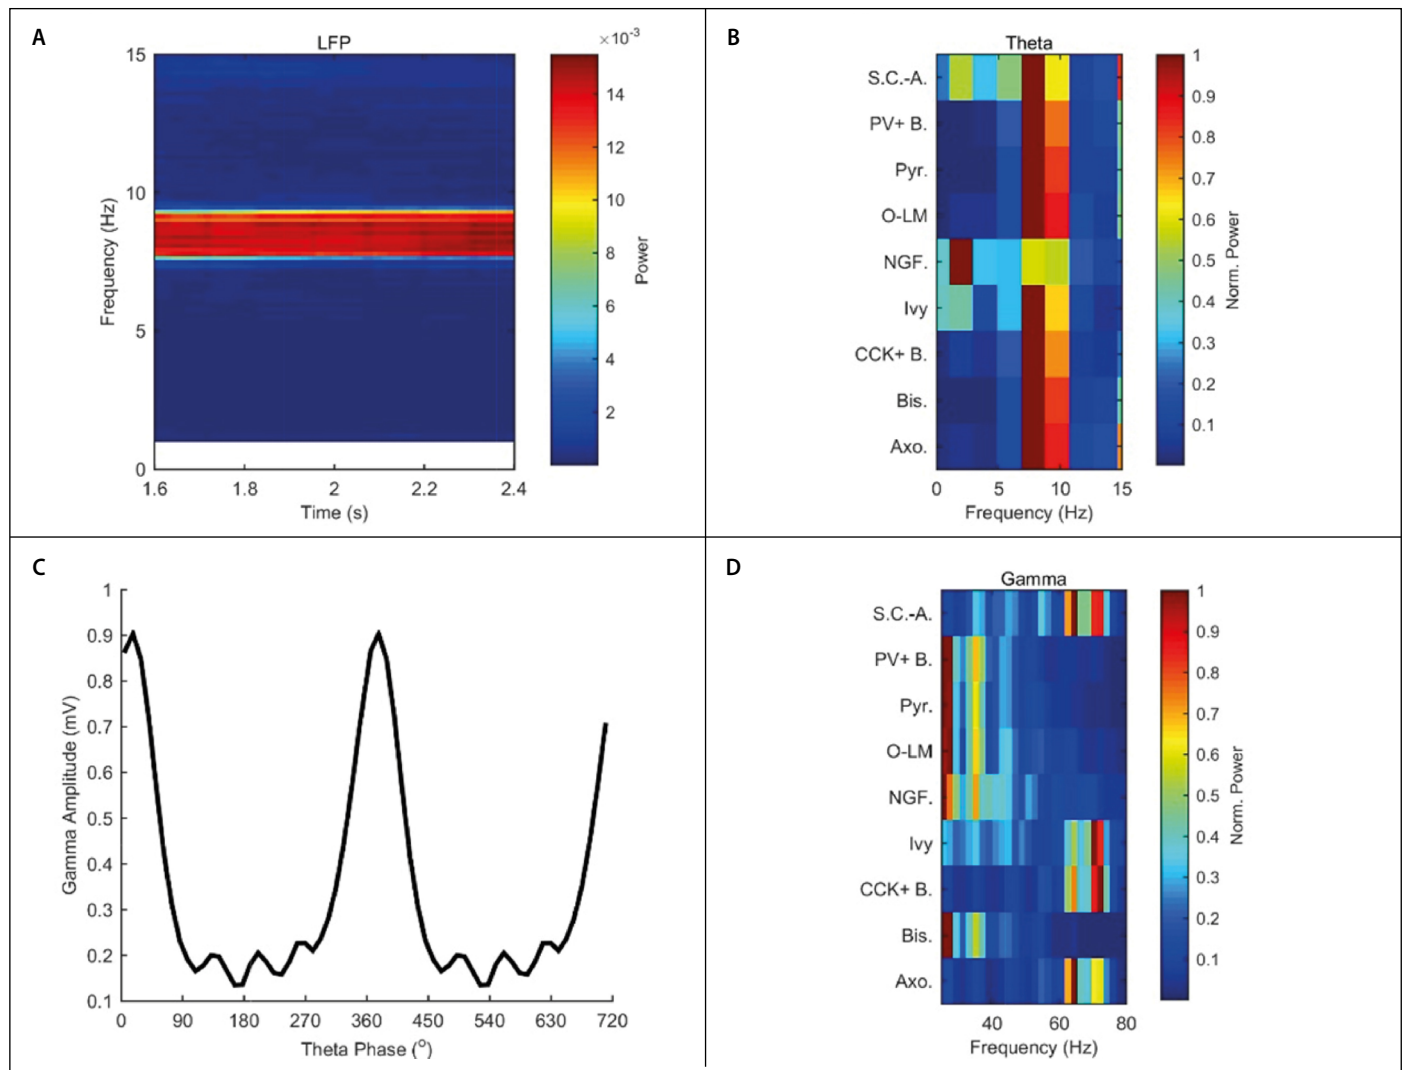 A
LFP
×10-3
15
10
5
0
Frequency (Hz)
1.6 1.8 2 2.2 2.4
Time (s)
14
12
10
8
6
4
2
Power
B
Theta
S.C.-A.
PV+ B.
Pyr.
O-LM
NGF.
Ivy
CCK+ B.
Bis.
Axo.
0 5 10 15
Frequency (Hz)
1
0.9
0.8
0.7
0.6
0.5
0.4
0.3
0.2
0.1
Norm. Power
C
1
0.9
0.8
0.7
0.6
0.5
0.4
0.3
0.2
0.1
Gamma Amplitude (mV)
0 90 180 270 360 450 540 630 720
Theta Phase (o)
D
Gamma
S.C.-A.
PV+ B.
Pyr.
O-LM
NGF.
Ivy
CCK+ B.
Bis.
Axo.
40 60 80
Frequency (Hz)
1
0.9
0.8
0.7
0.6
0.5
0.4
0.3
0.2
0.1
Norm. Power